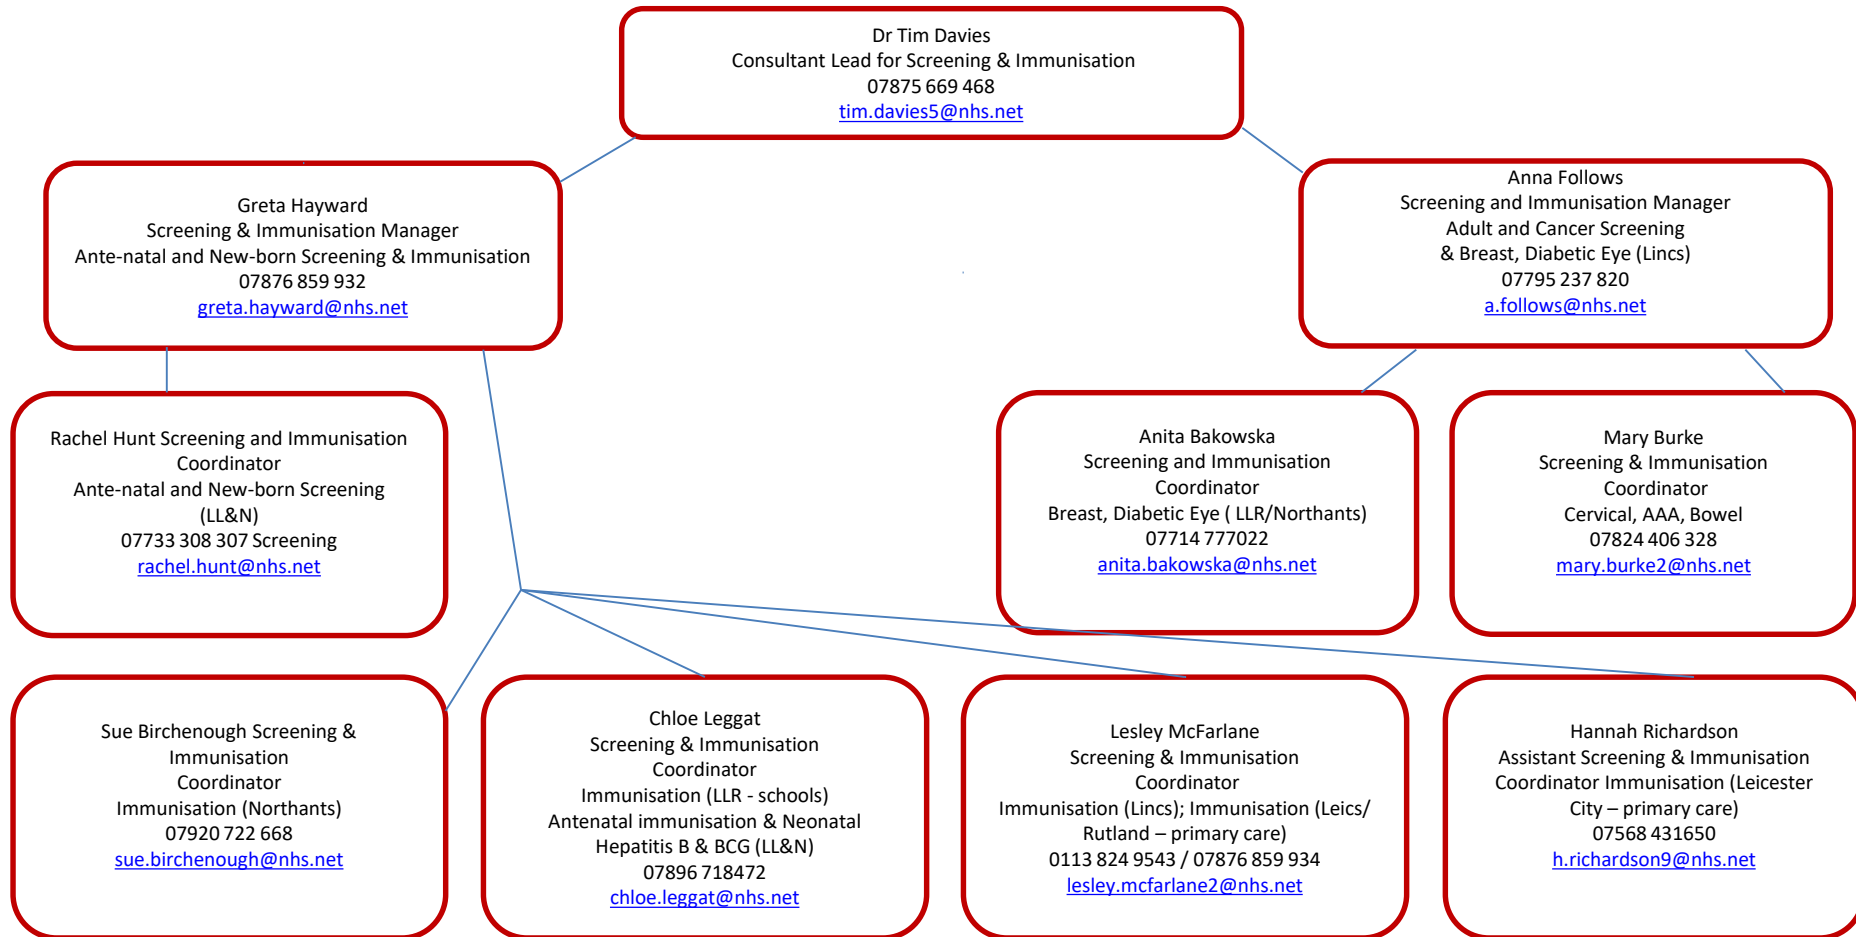 Dr Tim Davies
Consultant Lead for Screening & Immunisation
07875 669 468
tim.davies5@nhs.net
Greta Hayward
Screening & Immunisation Manager
Ante-natal and New-born Screening & Immunisation
07876 859 932
greta.hayward@nhs.net
Anna Follows
Screening and Immunisation Manager
Adult and Cancer Screening
& Breast, Diabetic Eye (Lincs)
07795 237 820
a.follows@nhs.net
Rachel Hunt Screening and Immunisation
Coordinator
Ante-natal and New-born Screening
(LL&N)
07733 308 307 Screening
rachel.hunt@nhs.net
Anita Bakowska
Screening and Immunisation
Coordinator
Breast, Diabetic Eye ( LLR/Northants)
07714 777022
anita.bakowska@nhs.net
Mary Burke
Screening & Immunisation
Coordinator
Cervical, AAA, Bowel
07824 406 328
mary.burke2@nhs.net
Sue Birchenough Screening &
Immunisation
Coordinator
Immunisation (Northants)
07920 722 668
sue.birchenough@nhs.net
Chloe Leggat
Screening & Immunisation
Coordinator
Immunisation (LLR - schools)
Antenatal immunisation & Neonatal
Hepatitis B & BCG (LL&N)
07896 718472
chloe.leggat@nhs.net
Lesley McFarlane
Screening & Immunisation
Coordinator
Immunisation (Lincs); Immunisation (Leics/
Rutland – primary care)
0113 824 9543 / 07876 859 934
lesley.mcfarlane2@nhs.net
Hannah Richardson
Assistant Screening & Immunisation
Coordinator Immunisation (Leicester
City – primary care)
07568 431650
h.richardson9@nhs.net